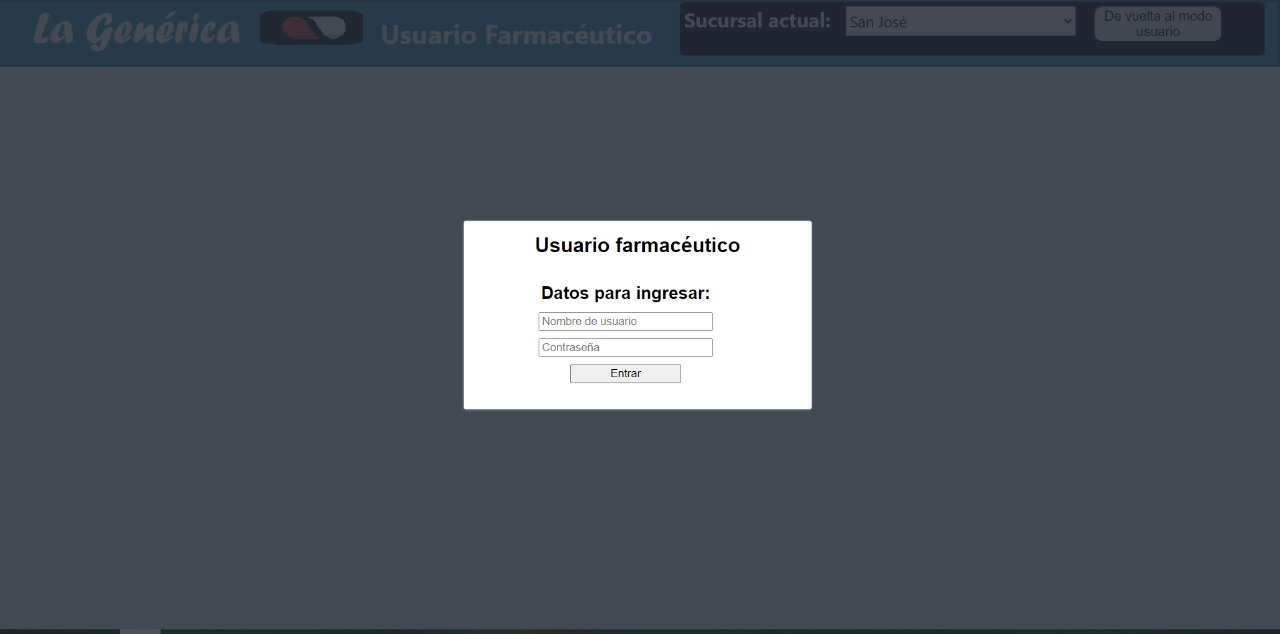 La Genérica
Usuario Farmacéutico
Sucursal actual:
San José
De vuelta al modo
usuario
Usuario farmacéutico
Datos para ingresar:
Nombre de usuario
Contraseña
Entrar